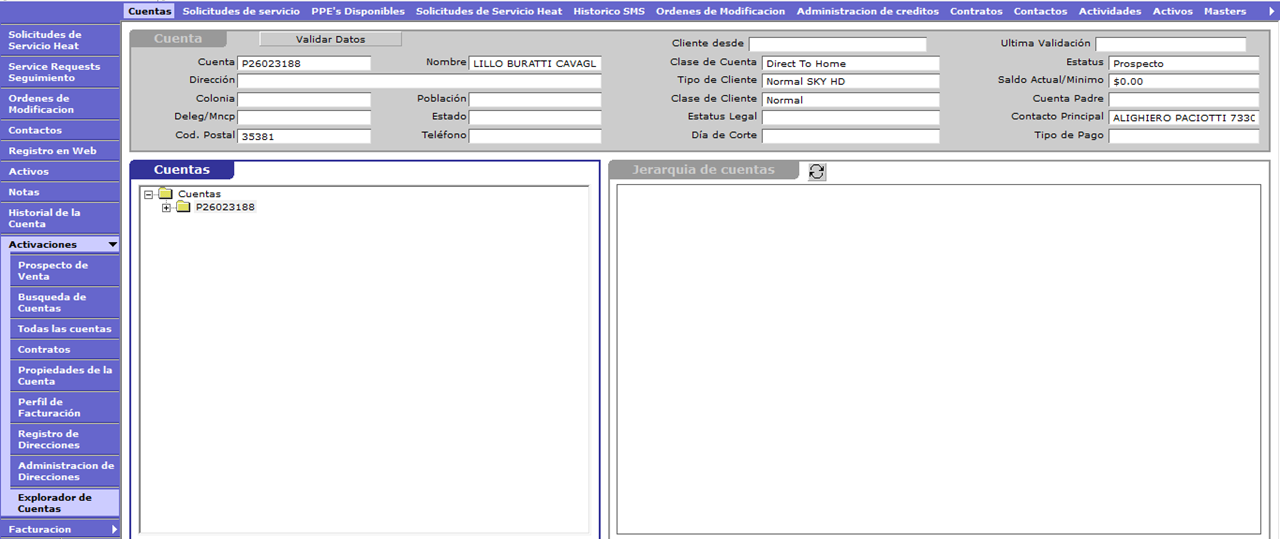 Cuentas Solicitudes de servicio PPE's Disponibles Solicitudes de Servicio Heat Historico SMS Ordenes de Modificacion Administracion de creditos Contratos Contactos Actividades Activos Masters
Solicitudes de
Servicio Heat
Service Requests
Seguimiento
Ordenes de
Modificacion
Contactos
Registro en Web
Activos
Notas
Historial de la
Cuenta
Activaciones
Prospecto de
Venta
Busqueda de
Cuentas
Todas las cuentas
Contratos
Propiedades de la
Cuenta
Perfil de
Facturación
Registro de
Direcciones
Administracion de
Direcciones
Explorador de
Cuentas
Facturacion
Cuenta Validar Datos
Cliente desde Ultima Validación
Cuenta P26023188 Nombre LILLO BURATTI CAVAGL Clase de Cuenta Direct To Home Estatus Prospecto
Dirección Tipo de Cliente Normal SKY HD Saldo Actual/Minimo $0.00
Colonia Población Clase de Cliente Normal Cuenta Padre
Deleg/Mncp Estado Estatus Legal Contacto Principal ALIGHIERO PACIOTTI 7330
Cod. Postal 35381 Teléfono Día de Corte Tipo de Pago
Cuentas
Cuentas
P26023188
Jerarquia de cuentas